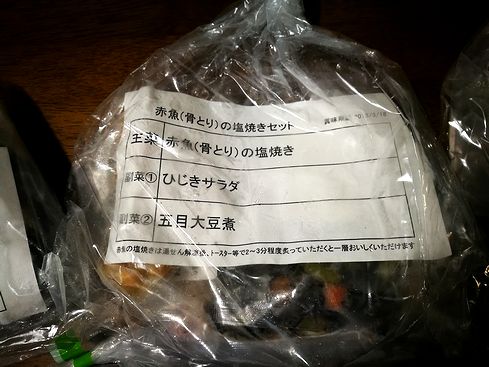 赤魚(骨とり)の塩焼きセット
主菜 赤魚(骨とり)の塩焼き
副菜① ひじきサラダ
副菜② 五目大豆煮
赤魚の塩焼きは湯せん解凍後、トースター等で2~3分程度炙っていただくと一層おいしくいただけます